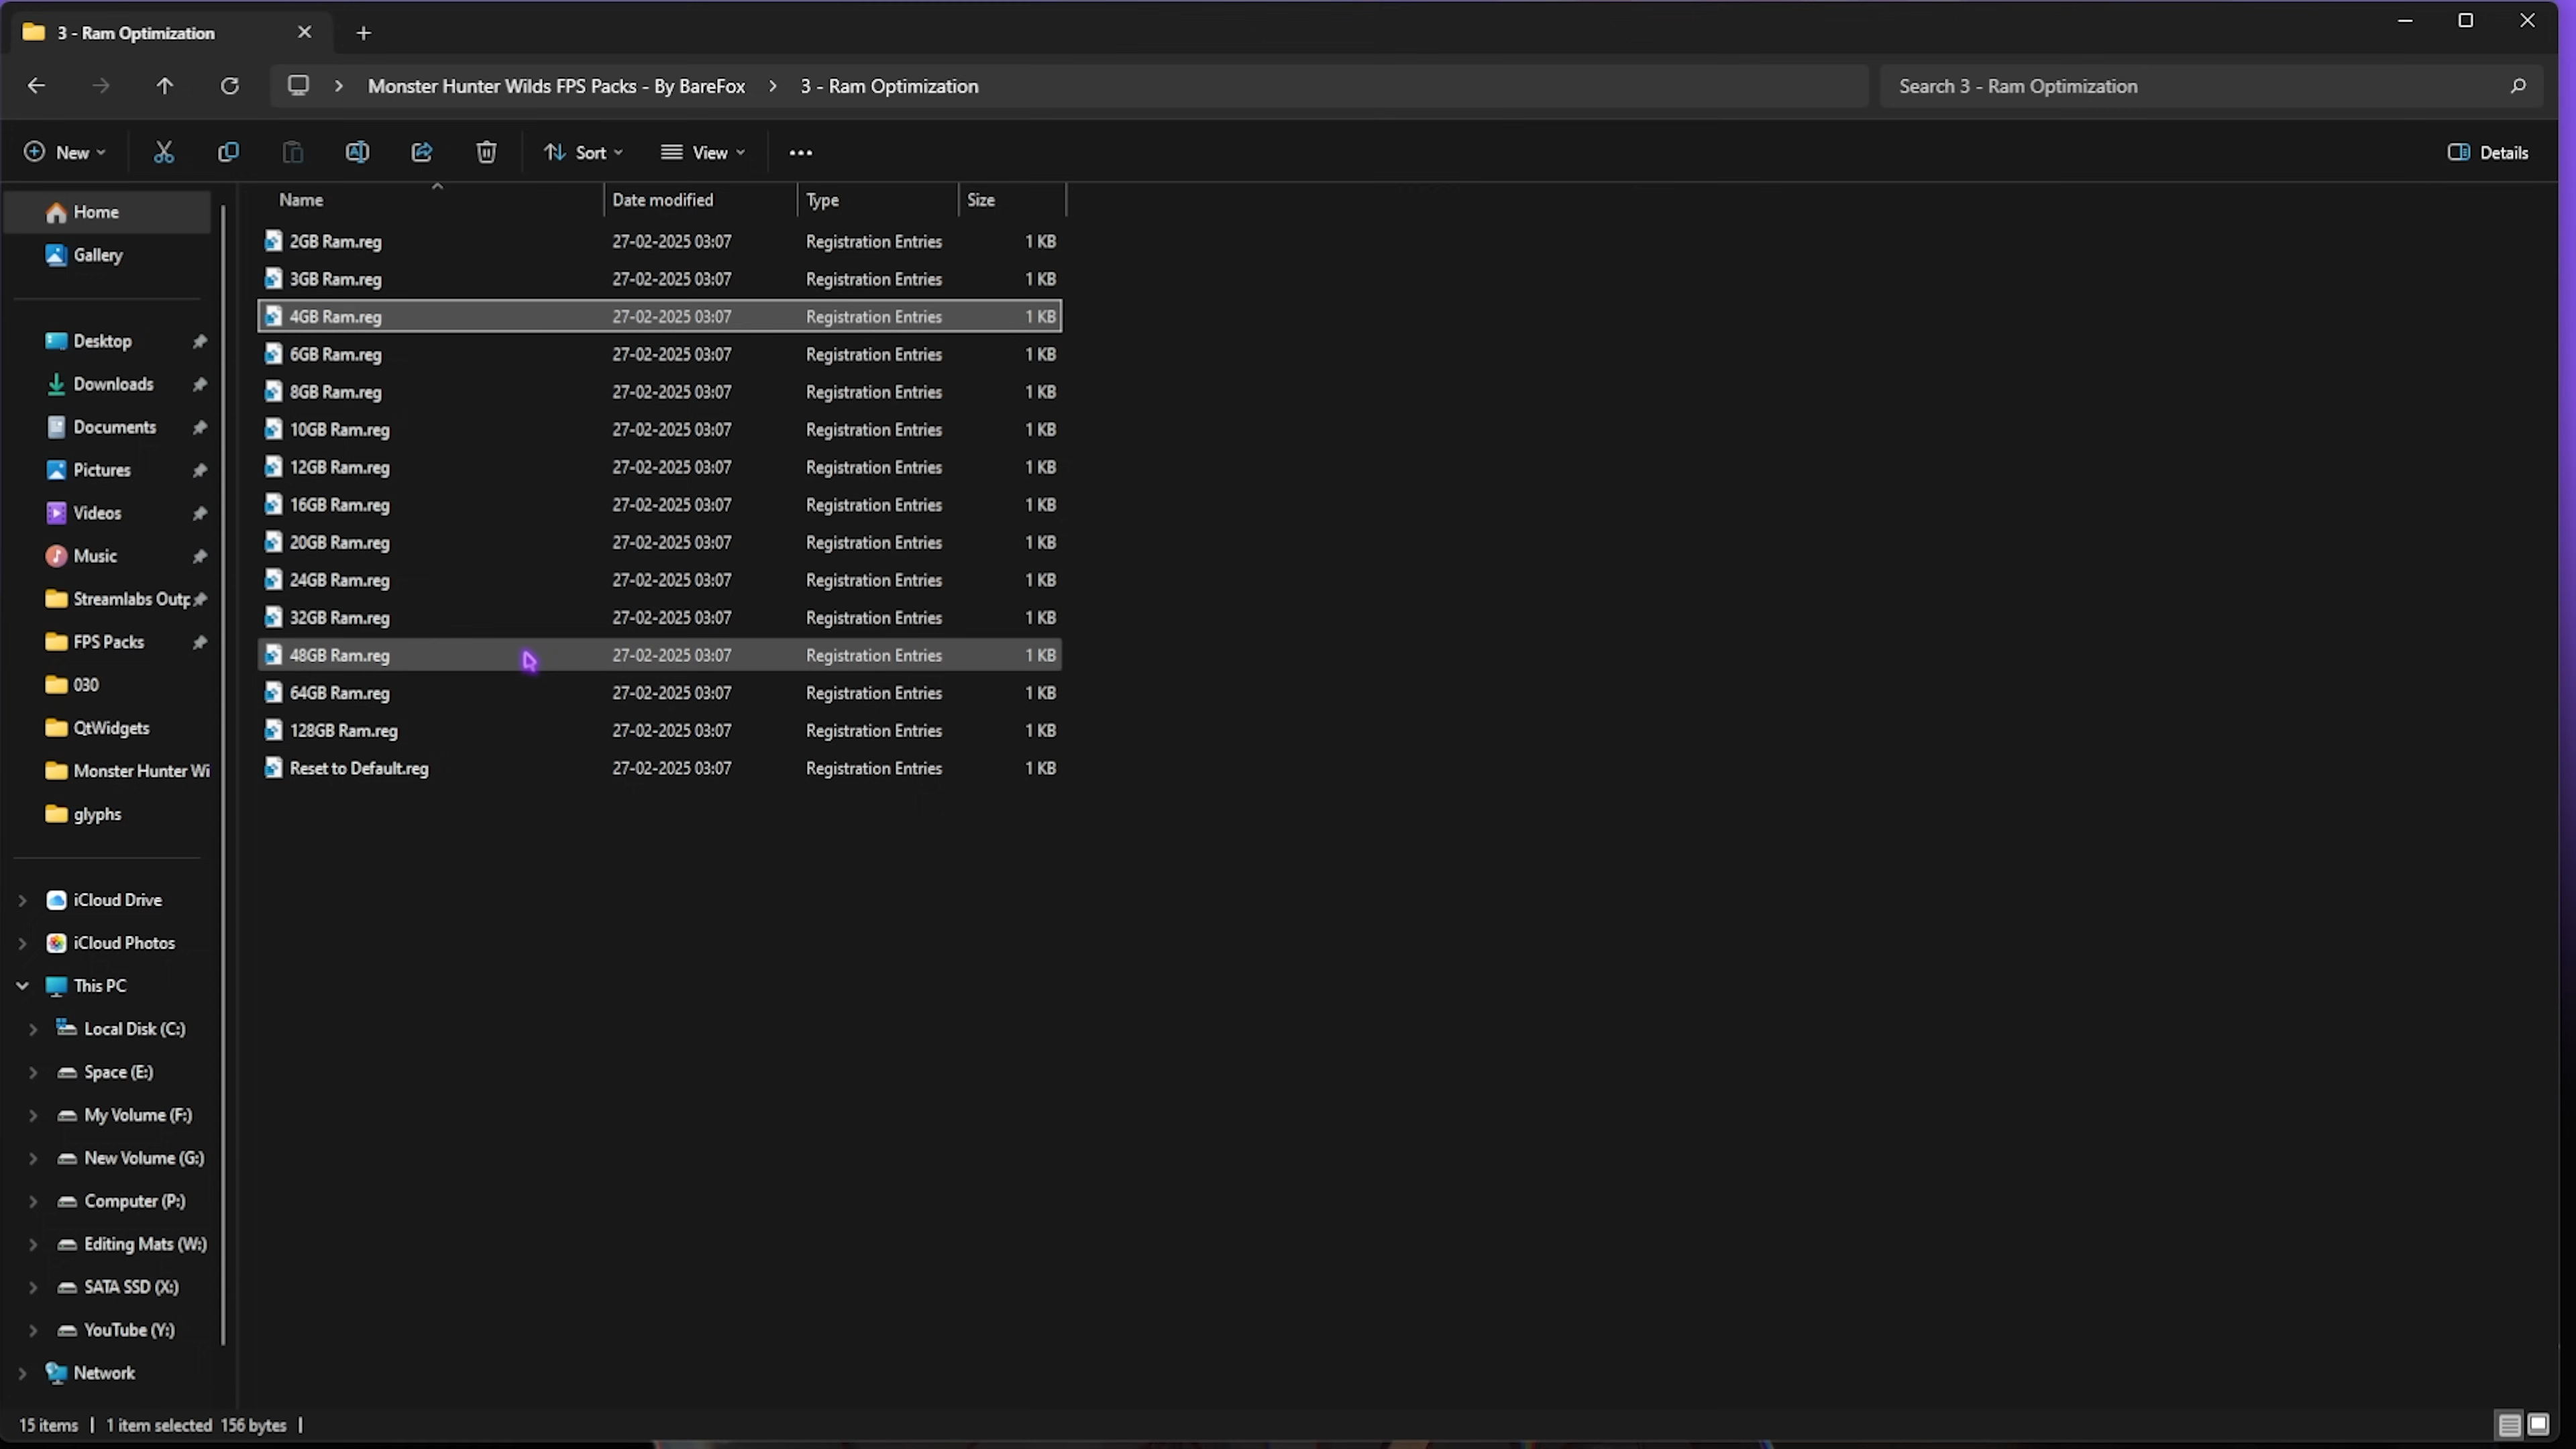 3 - Ram Optimization
Monster Hunter Wilds FPS Packs - By BareFox > 3 - Ram Optimization
Search 3 - Ram Optimization
New
Sort
View
Details
Name Date modified Type Size
2GB Ram.reg 27-02-2025 03:07 Registration Entries 1 KB
3GB Ram.reg 27-02-2025 03:07 Registration Entries 1 KB
4GB Ram.reg 27-02-2025 03:07 Registration Entries 1 KB
6GB Ram.reg 27-02-2025 03:07 Registration Entries 1 KB
8GB Ram.reg 27-02-2025 03:07 Registration Entries 1 KB
10GB Ram.reg 27-02-2025 03:07 Registration Entries 1 KB
12GB Ram.reg 27-02-2025 03:07 Registration Entries 1 KB
16GB Ram.reg 27-02-2025 03:07 Registration Entries 1 KB
20GB Ram.reg 27-02-2025 03:07 Registration Entries 1 KB
24GB Ram.reg 27-02-2025 03:07 Registration Entries 1 KB
32GB Ram.reg 27-02-2025 03:07 Registration Entries 1 KB
48GB Ram.reg 27-02-2025 03:07 Registration Entries 1 KB
64GB Ram.reg 27-02-2025 03:07 Registration Entries 1 KB
128GB Ram.reg 27-02-2025 03:07 Registration Entries 1 KB
Reset to Default.reg 27-02-2025 03:07 Registration Entries 1 KB
Home
Gallery
Desktop
Downloads
Documents
Pictures
Videos
Music
Streamlabs Outp
FPS Packs
030
QtWidgets
Monster Hunter Wi
glyphs
iCloud Drive
iCloud Photos
This PC
Local Disk (C:)
Space (E:)
My Volume (F:)
New Volume (G:)
Computer (P:)
Editing Mats (W:)
SATA SSD (X:)
YouTube (Y:)
Network
15 items | 1 item selected 156 bytes |